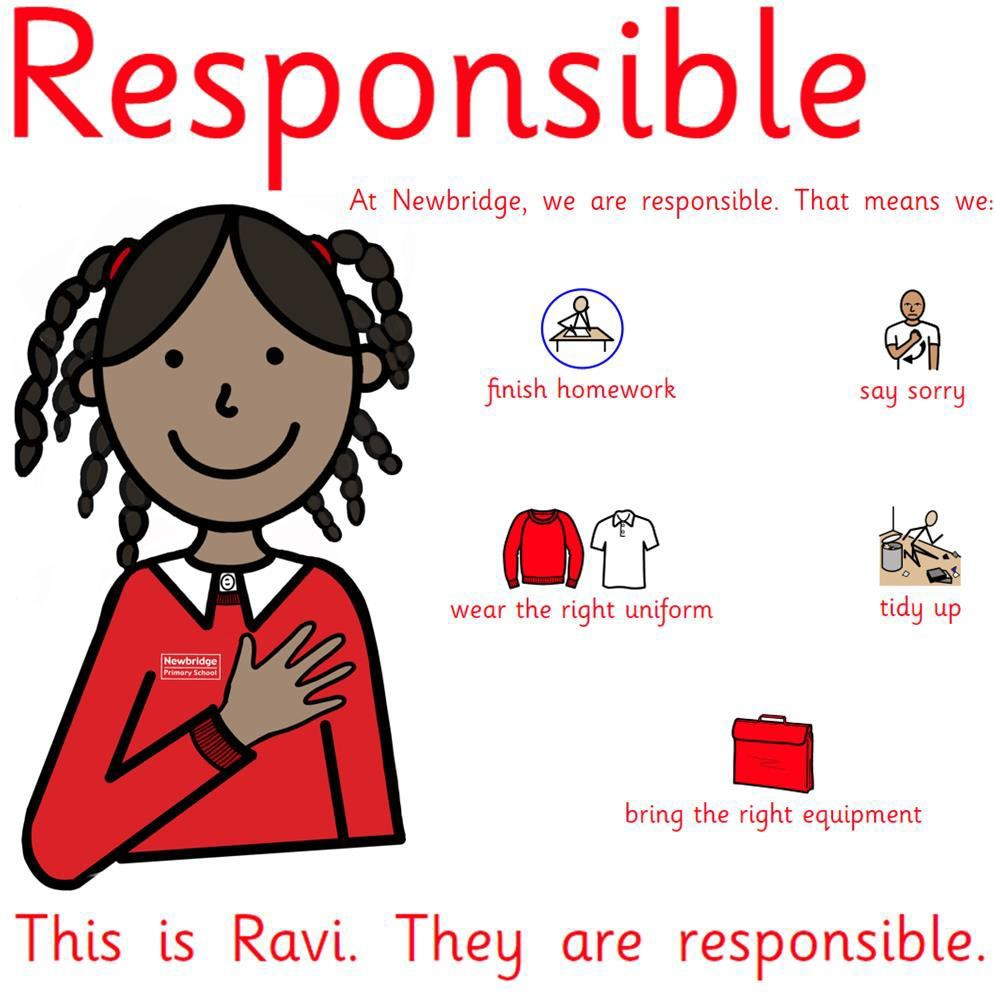 Responsible
At Newbridge, we are responsible. That means we:
finish homework
say sorry
wear the right uniform
tidy up
Newbridge
Primary School
bring the right equipment
This is Ravi. They are responsible.